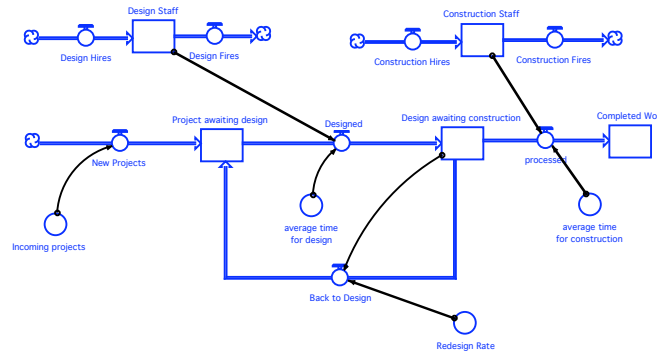 Design Staff
Construction Staff
Design Hires
Design Fires
Construction Hires
Construction Fires
Project awaiting design
Designed
Design awaiting construction
Completed Wo
New Projects
processed
Incoming projects
average time
for design
average time
for construction
Back to Design
Redesign Rate